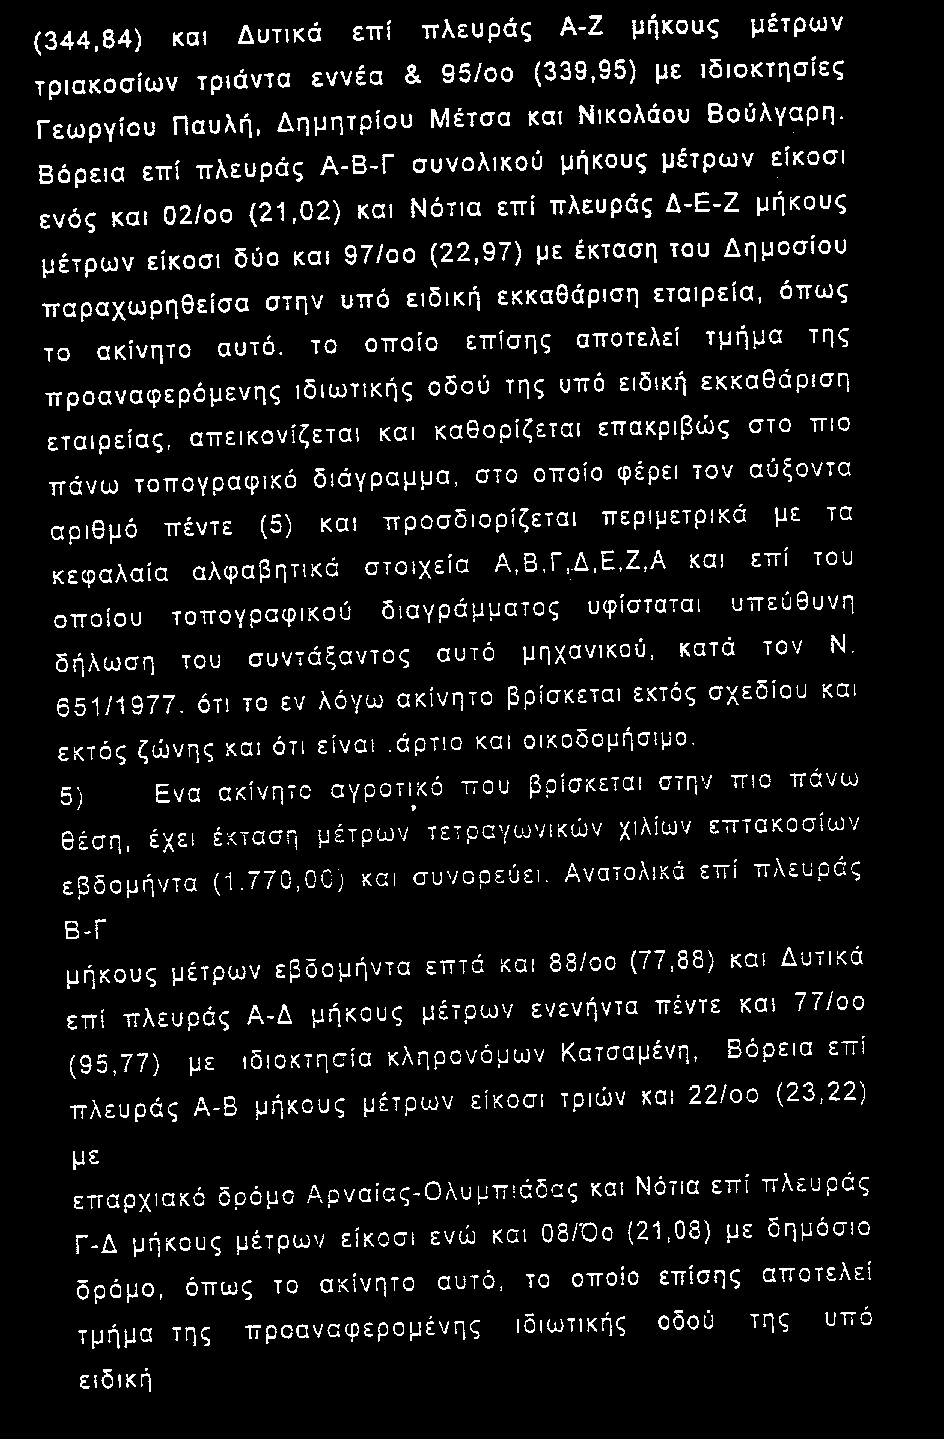 (344,84) και Δυτικά επί πλευράς Α-Ζ μήκους μέτρων
τριακοσίων τριάντα εννέα & 95/οο (339,95) με ιδιοκτησίες
Γεωργίου Παυλή, Δημητρίου Μέτσα και Νικολάου Βούλγαρη.
Βόρεια επί πλευράς Α-Β-Γ συνολικού μήκους μέτρων είκοσι
ενός και 02/οο (21,02) και Νότια επί πλευράς Δ-Ε-Ζ μήκους
μέτρων είκοσι δύο και 97/οο (22,97) με έκταση του Δημοσίου
παραχωρηθείσα στην υπό ειδική εκκαθάριση εταιρεία, όπως
το ακίνητο αυτό, το οποίο επίσης αποτελεί τμήμα της
προαναφερόμενης ιδιωτικής οδού της υπό ειδική εκκαθάριση
εταιρείας, απεικονίζεται και καθορίζεται επακριβώς στο πιο
πάνω τοπογραφικό διάγραμμα, στο οποίο φέρει τον αύξοντα
αριθμό πέντε (5) και προσδιορίζεται περιμετρικά με τα
κεφαλαία αλφαβητικά στοιχεία Α,Β,Γ,Δ,Ε,Ζ,Α και επί του
οποίου τοπογραφικού διαγράμματος υφίσταται υπεύθυνη
δήλωση του συντάξαντος αυτό μηχανικού, κατά τον Ν.
651/1977, ότι το εν λόγω ακίνητο βρίσκεται εκτός σχεδίου και
εκτός ζώνης και ότι είναι .άρτιο και οικοδομήσιμο.
5) Ενα ακίνητο αγροτικό που βρίσκεται στην πιο πάνω
θέση, έχει έκταση μέτρων τετραγωνικών χιλίων επτακοσίων
εβδομήντα (1.770,00) και συνορεύει. Ανατολικά επί πλευράς
Β-Γ
μήκους μέτρων εβδομήντα επτά και 88/οο (77,88) και Δυτικά
επί πλευράς Α-Δ μήκους μέτρων ενενήντα πέντε και 77/οο
(95,77) με ιδιοκτησία κληρονόμων Κατσαμένη, Βόρεια επί
πλευράς Α-Β μήκους μέτρων είκοσι τριών και 22/οο (23,22)
με
επαρχιακό δρόμο Αρναίας-Ολυμπιάδας και Νότια επί πλευράς
Γ-Δ μήκους μέτρων είκοσι ενώ και 08/Όο (21,08) με δημόσιο
δρόμο, όπως το ακίνητο αυτό, το οποίο επίσης αποτελεί
τμήμα της προαναφερομένης ιδιωτικής οδού της υπό
ειδική